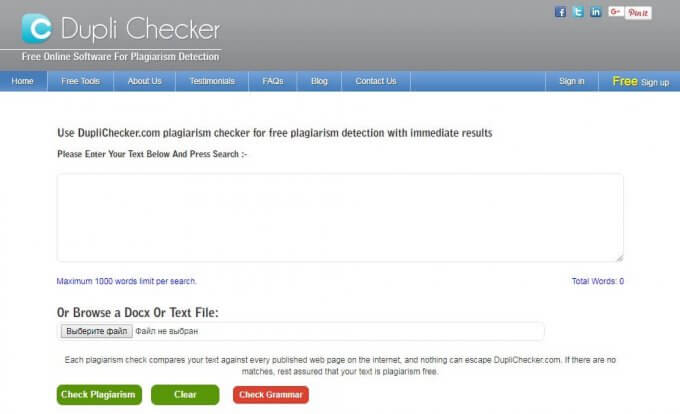 Dupli Checker
Free Online Software For Plagiarism Detection
Pin it
Home Free Tools About Us Testimonials FAQs Blog Contact Us Sign in Free Sign up
Use DupliChecker.com plagiarism checker for free plagiarism detection with immediate results
Please Enter Your Text Below And Press Search :-
Maximum 1000 words limit per search. Total Words: 0
Or Browse a Docx Or Text File:
Выберите файл Файл не выбран
Each plagiarism check compares your text against every published web page on the internet, and nothing can escape DupliChecker.com. If there are no
matches, rest assured that your text is plagiarism free.
Check Plagiarism Clear Check Grammar